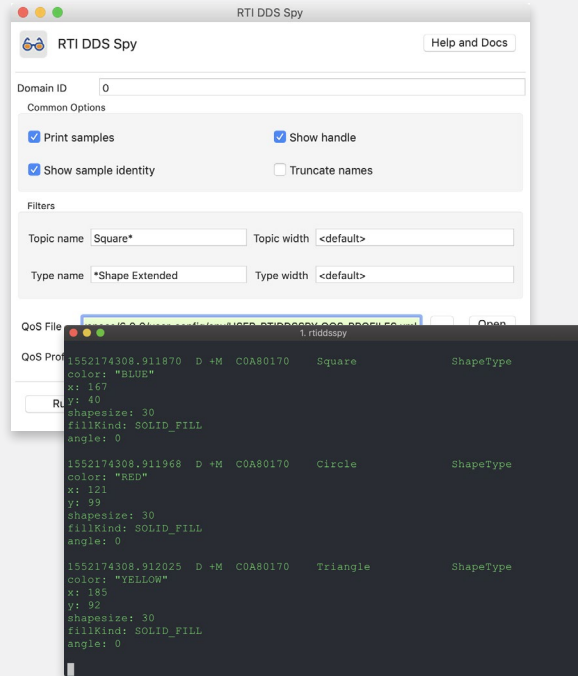 RTI DDS Spy
RTI DDS Spy
Help and Docs
Domain ID 0
Common Options
Print samples Show handle
Show sample identity Truncate names
Filters
Topic name Square* Topic width <default>
Type name *Shape Extended Type width <default>
QoS File Open
QoS Prof
Ru
1. rtiddsspy
1552174308.911870 D +M C0A80170 Square ShapeType
color: "BLUE"
x: 167
y: 40
shapesize: 30
fillKind: SOLID_FILL
angle: 0
1552174308.911968 D +M C0A80170 Circle ShapeType
color: "RED"
x: 121
y: 99
shapesize: 30
fillKind: SOLID_FILL
angle: 0
1552174308.912025 D +M C0A80170 Triangle ShapeType
color: "YELLOW"
x: 185
y: 92
shapesize: 30
fillKind: SOLID_FILL
angle: 0